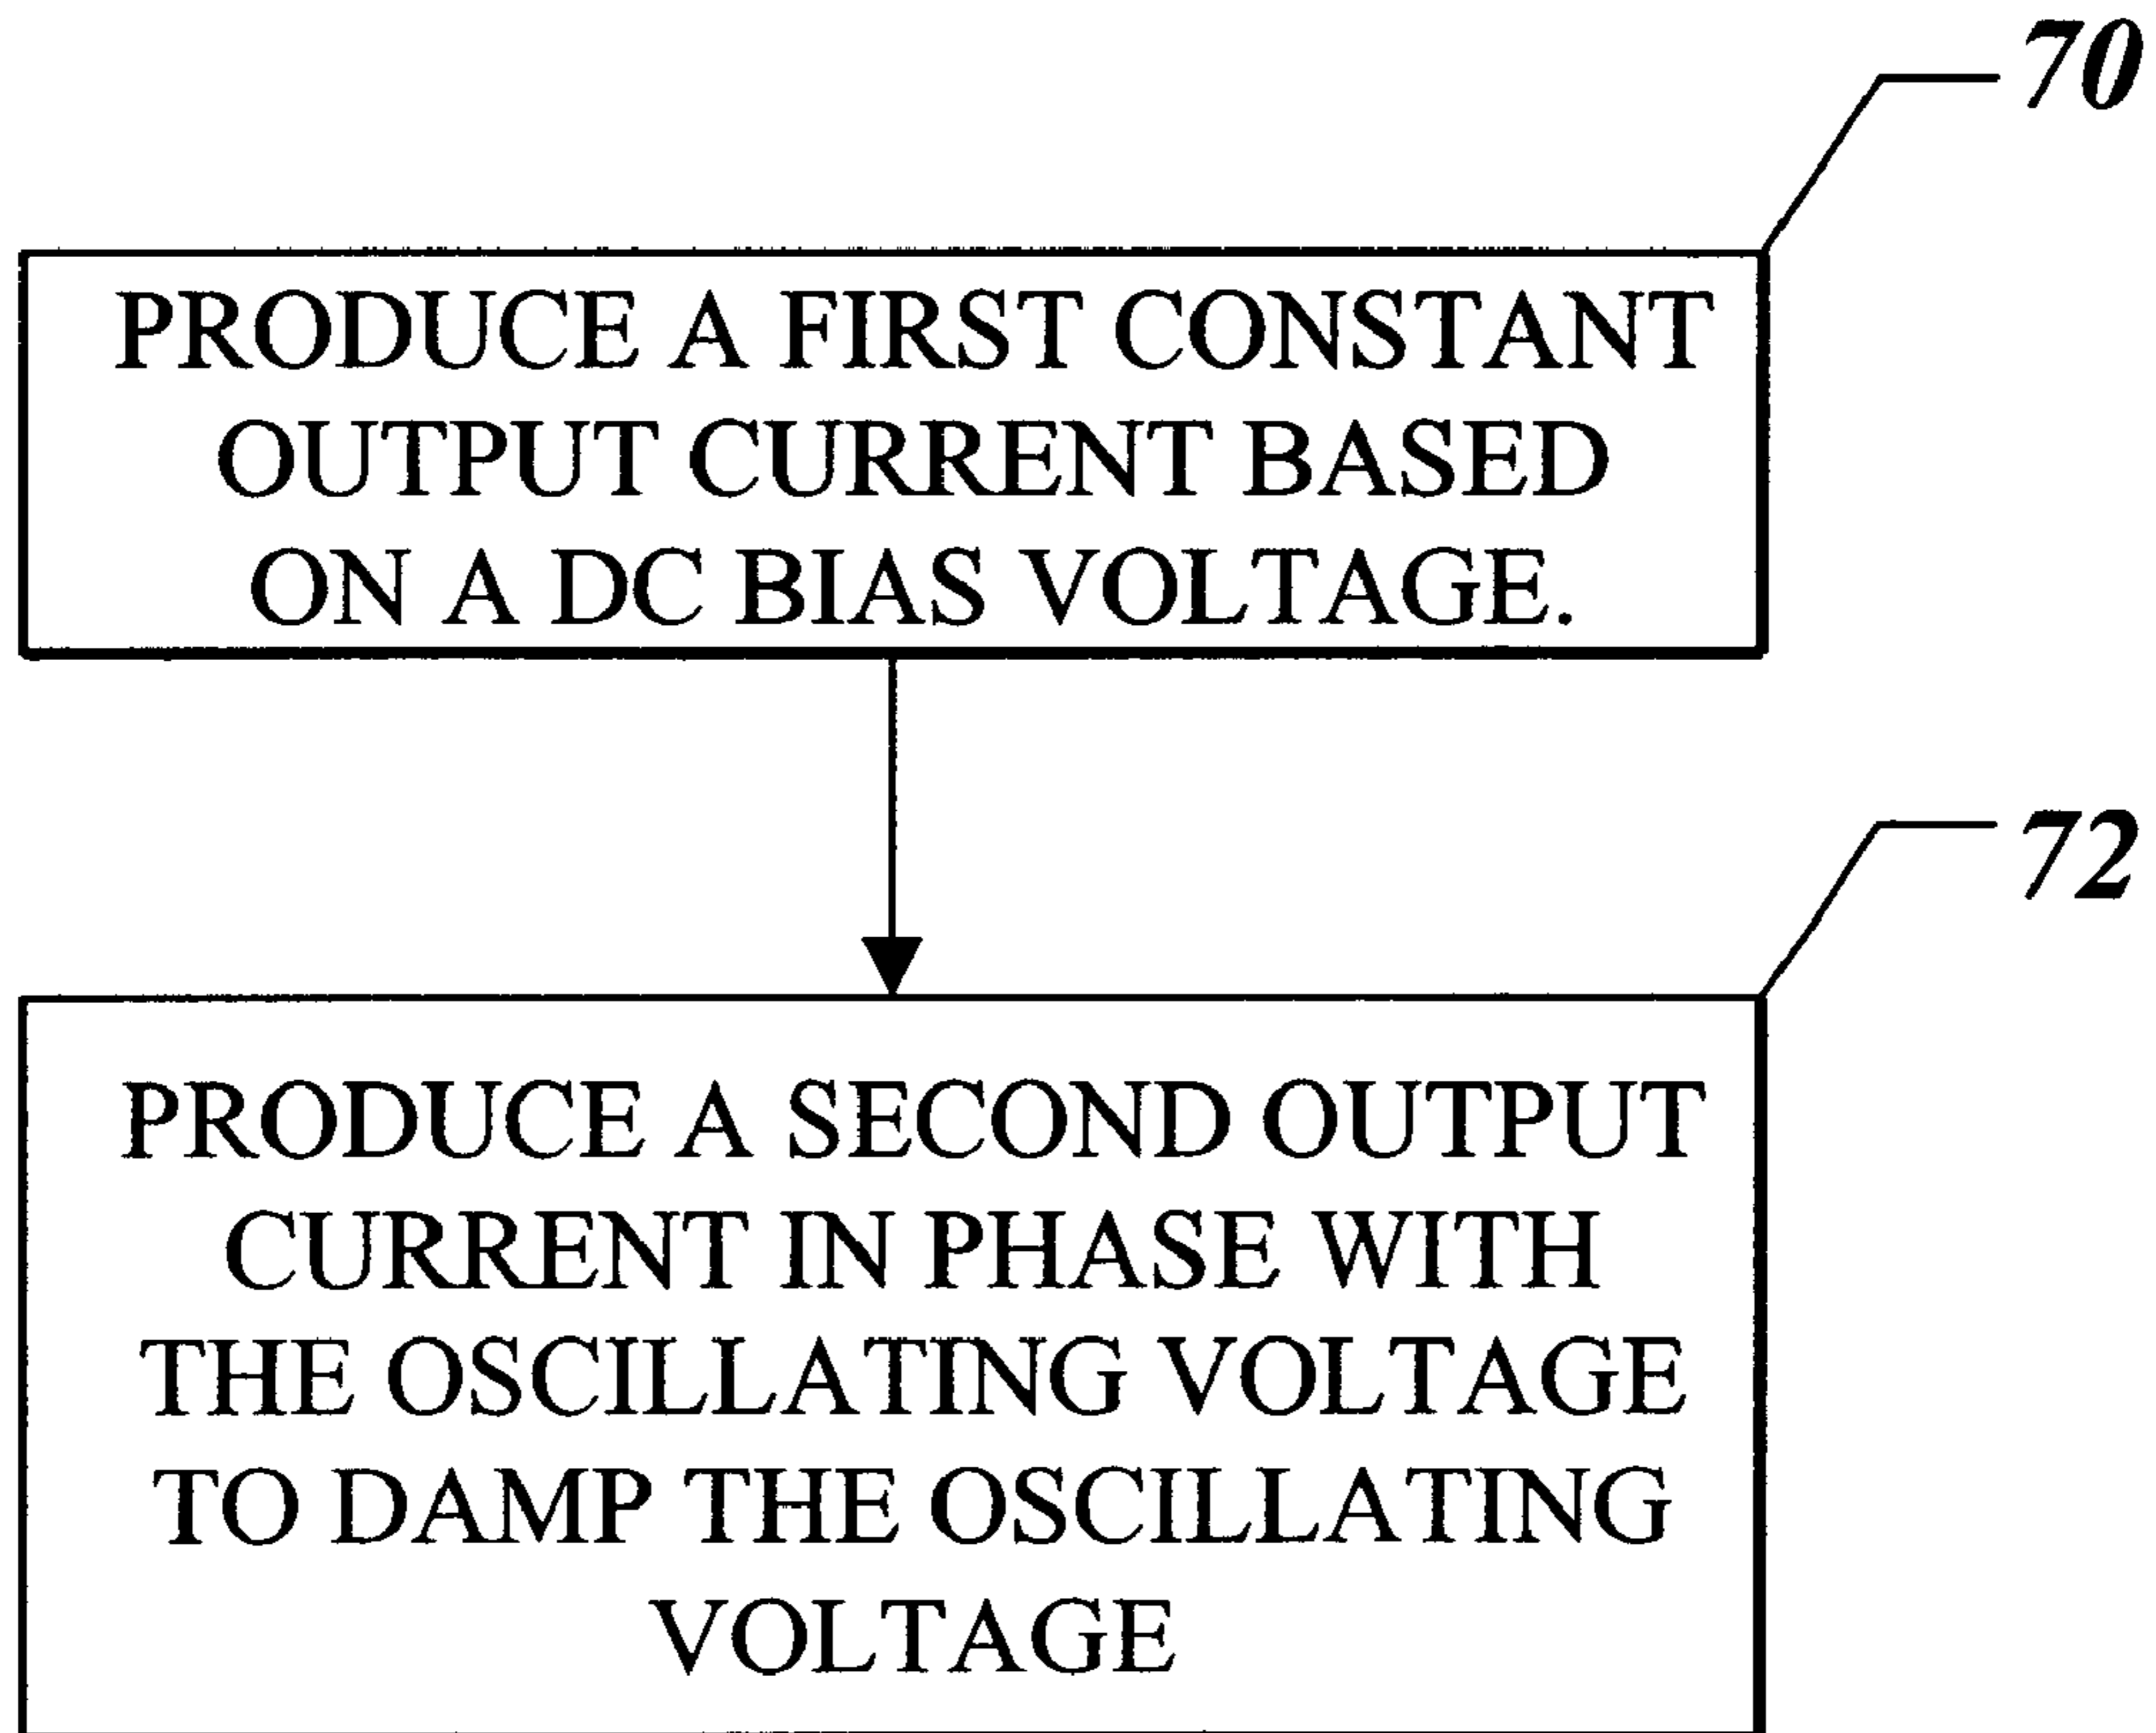 70
PRODUCE A FIRST CONSTANT
OUTPUT CURRENT BASED
ON A DC BIAS VOLTAGE.
72
PRODUCE A SECOND OUTPUT
CURRENT IN PHASE WITH
THE OSCILLATING VOLTAGE
TO DAMP THE OSCILLATING
VOLTAGE